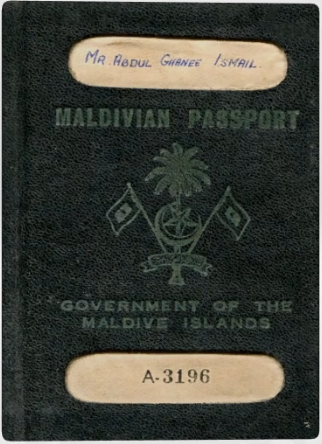 Mr. Abdul Ghanee Ismail.
MALDIVIAN PASSPORT
GOVERNMENT OF THE
MALDIVE ISLANDS
A-3196